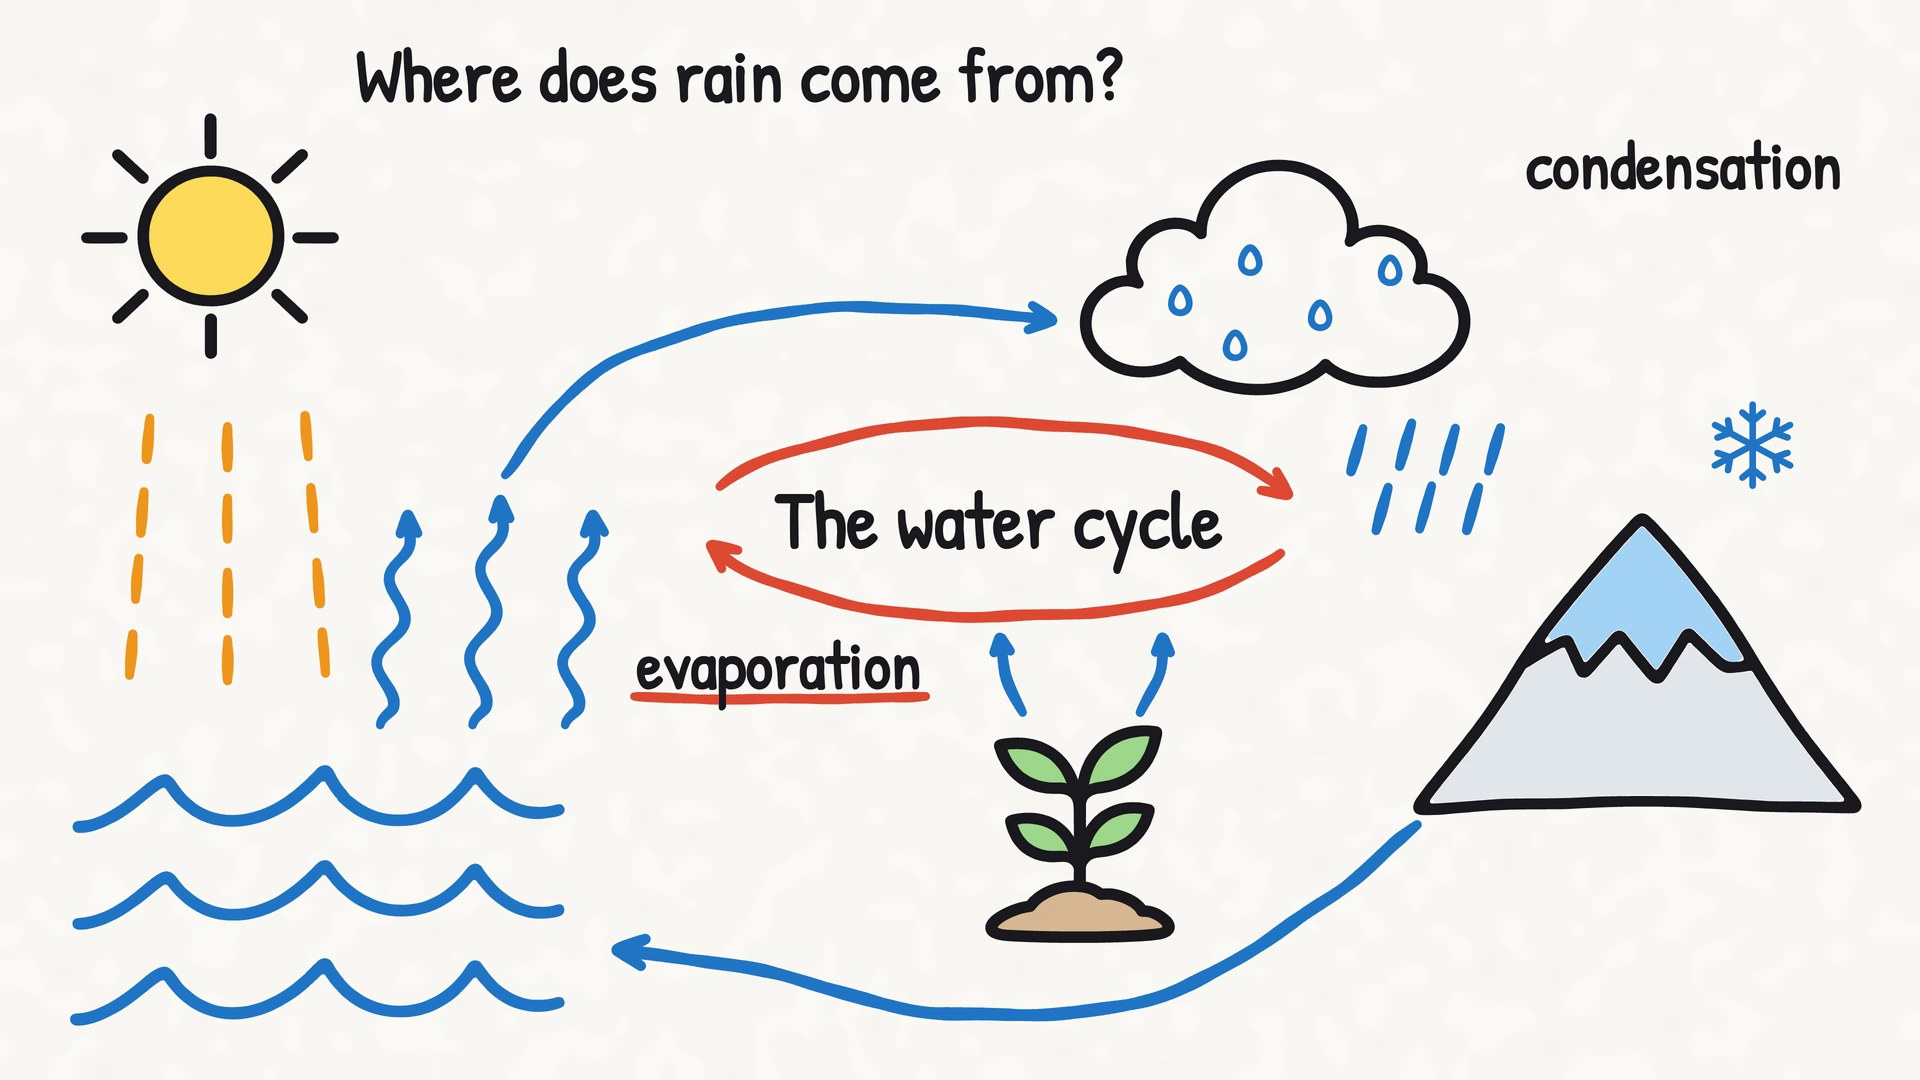 Where does rain come from?
condensation
The water cycle
evaporation